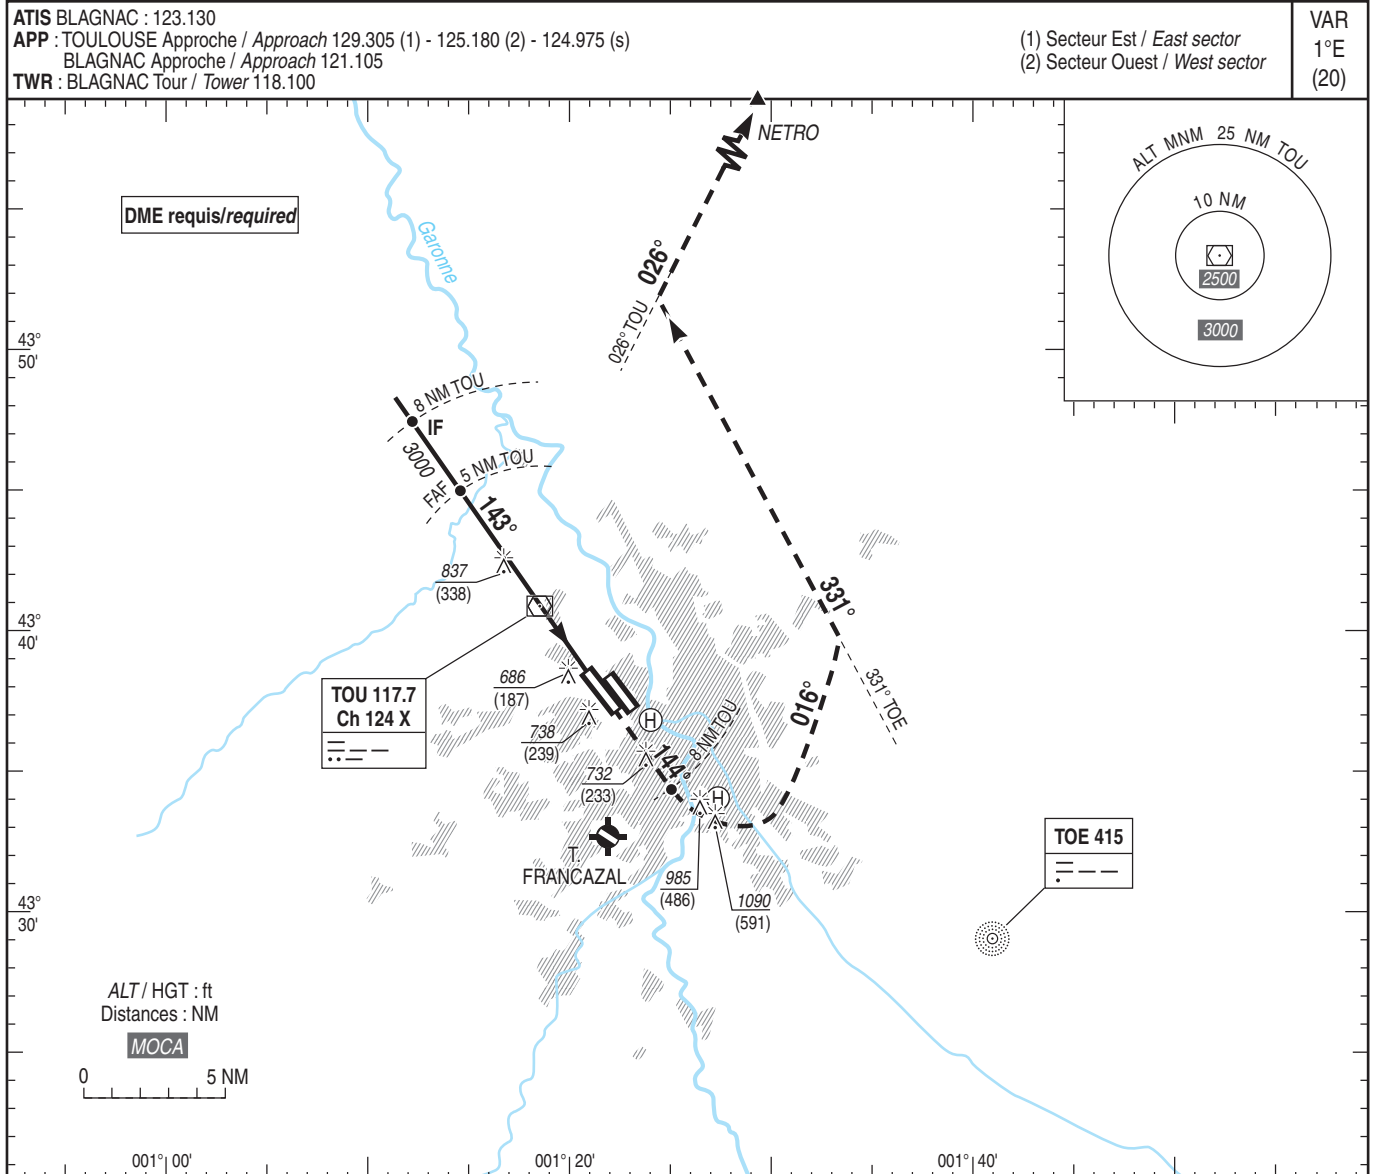 ATIS BLAGNAC : 123.130
APP : TOULOUSE Approche / Approach 129.305 (1) - 125.180 (2) - 124.975 (s)
BLAGNAC Approche / Approach 121.105
TWR : BLAGNAC Tour / Tower 118.100
(1) Secteur Est / East sector
(2) Secteur Ouest / West sector
VAR
1°E
(20)
NETRO
ALT MNM 25 NM TOU
10 NM
2500
3000
DME requis/required
Garonne
026°
026° TOU
43°
50'
8 NM TOU
IF
3000
5 NM TOU
FAF
143°
837
(338)
331°
43°
40'
331° TOE
TOU 117.7
Ch 124 X
686
(187)
016°
H
738
(239)
8 NM TOU
144°
732
(233)
H
T.
FRANCAZAL
985
(486)
1090
(591)
TOE 415
43°
30'
ALT / HGT : ft
Distances : NM
MOCA
0 5 NM
001° 00'
001° 20'
001° 40'